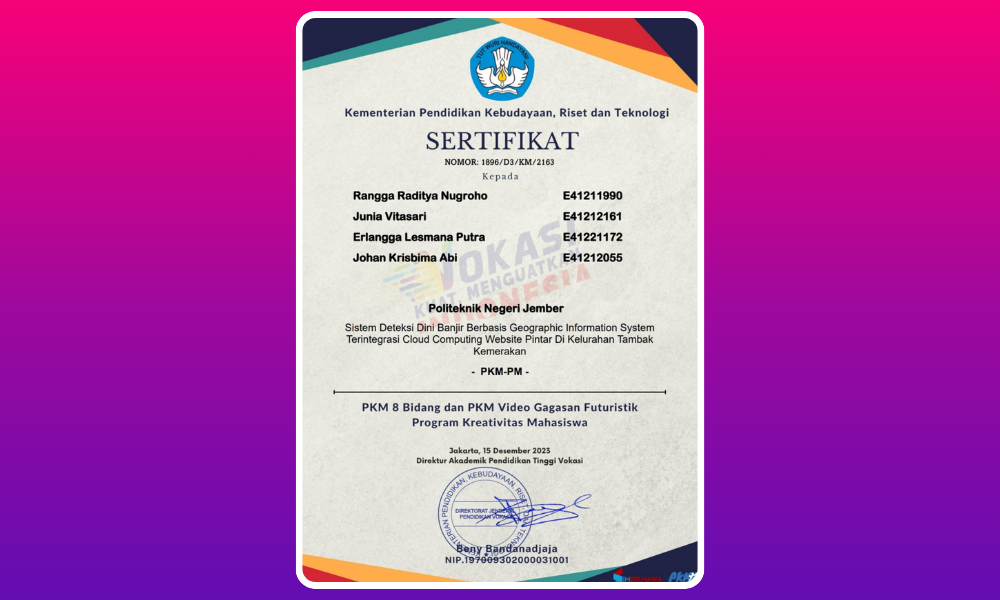 TUT WURI HANDAYANI
Kementerian Pendidikan Kebudayaan, Riset dan Teknologi
SERTIFIKAT
NOMOR: 1896/D3/KM/2163
Kepada
Rangga Raditya Nugroho E41211990
Junia Vitasari E41212161
Erlangga Lesmana Putra E41221172
Johan Krisbima Abi E41212055
VOKASI
KUAT, MENGUATKAN
INDONESIA
Politeknik Negeri Jember
Sistem Deteksi Dini Banjir Berbasis Geographic Information System
Terintegrasi Cloud Computing Website Pintar Di Kelurahan Tambak
Kemerakan
- PKM-PM -
PKM 8 Bidang dan PKM Video Gagasan Futuristik
Program Kreativitas Mahasiswa
Jakarta, 15 Desember 2023
Direktur Akademik Pendidikan Tinggi Vokasi
PENDIDIKAN, KEBUDAYAAN, RISET,
DIREKTORAT JENDERAL
PENDIDIKAN VOKASI
Beny Bandanadjaja
NIP.197009302000031001